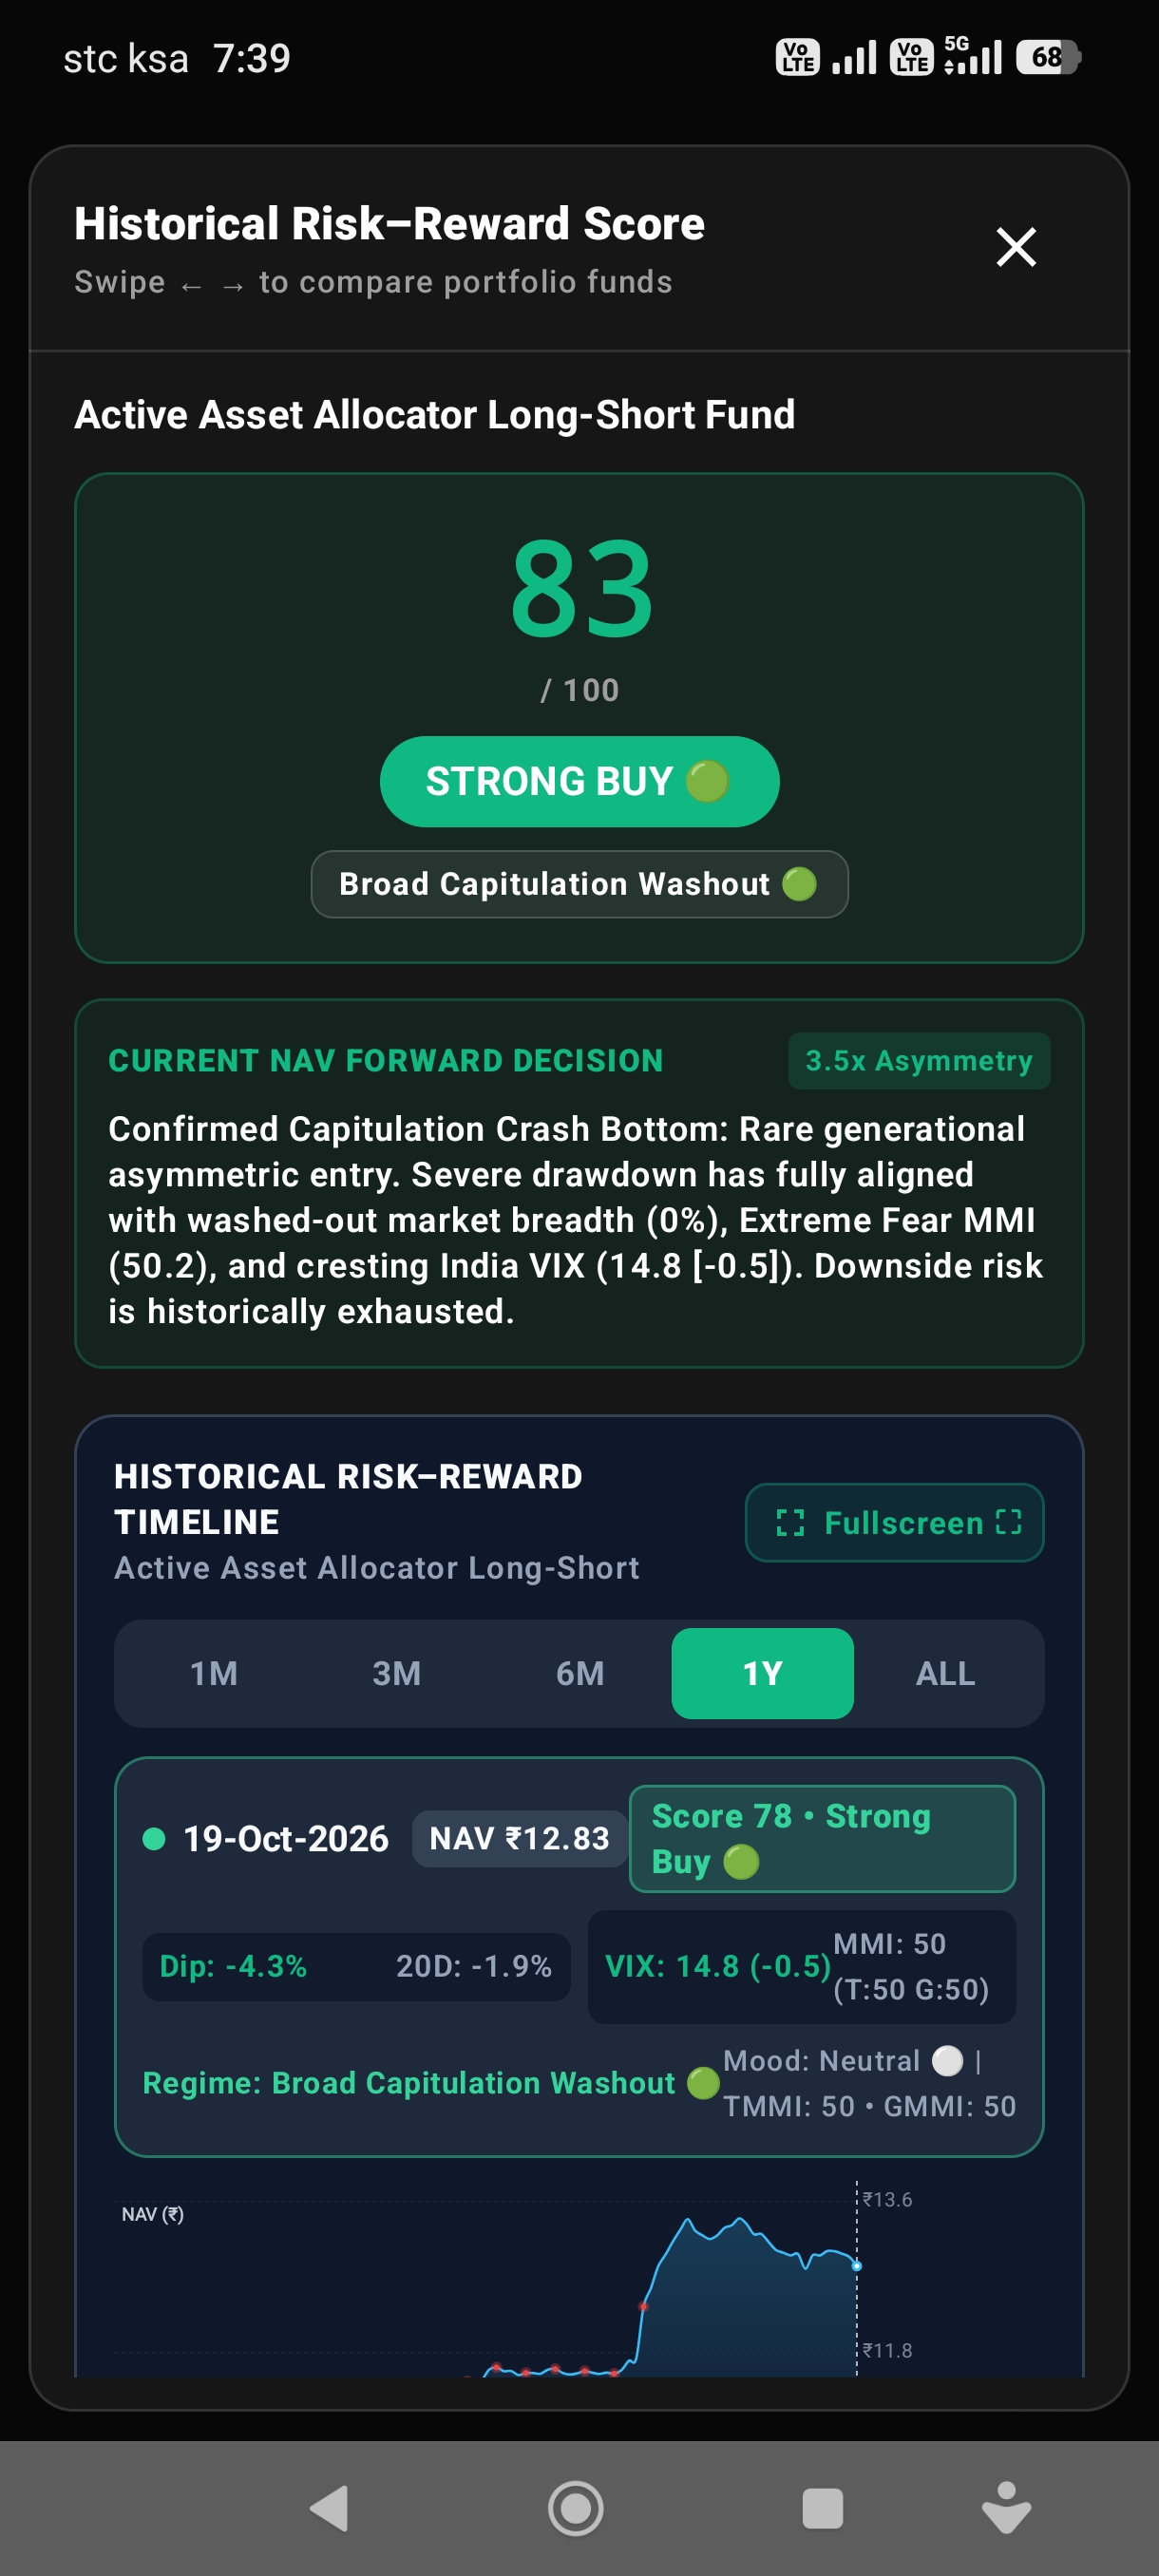 stc ksa 7:39
Vo LTE Vo LTE 5G 68
Historical Risk–Reward Score
Swipe ← → to compare portfolio funds
Active Asset Allocator Long-Short Fund
83
/ 100
STRONG BUY 🟢
Broad Capitulation Washout 🟢
CURRENT NAV FORWARD DECISION
3.5x Asymmetry
Confirmed Capitulation Crash Bottom: Rare generational
asymmetric entry. Severe drawdown has fully aligned
with washed-out market breadth (0%), Extreme Fear MMI
(50.2), and cresting India VIX (14.8 [-0.5]). Downside risk
is historically exhausted.
HISTORICAL RISK–REWARD
TIMELINE
Active Asset Allocator Long-Short
Fullscreen
1M 3M 6M 1Y ALL
19-Oct-2026 NAV ₹12.83
Score 78 • Strong
Buy 🟢
Dip: -4.3% 20D: -1.9%
VIX: 14.8 (-0.5)
MMI: 50
(T:50 G:50)
Regime: Broad Capitulation Washout 🟢
Mood: Neutral ⚪ |
TMMI: 50 • GMMI: 50
NAV (₹)
₹13.6
₹11.8